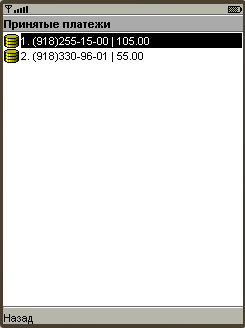 Принятые платежи
1. (918)255-15-00 | 105.00
2. (918)330-96-01 | 55.00
Назад